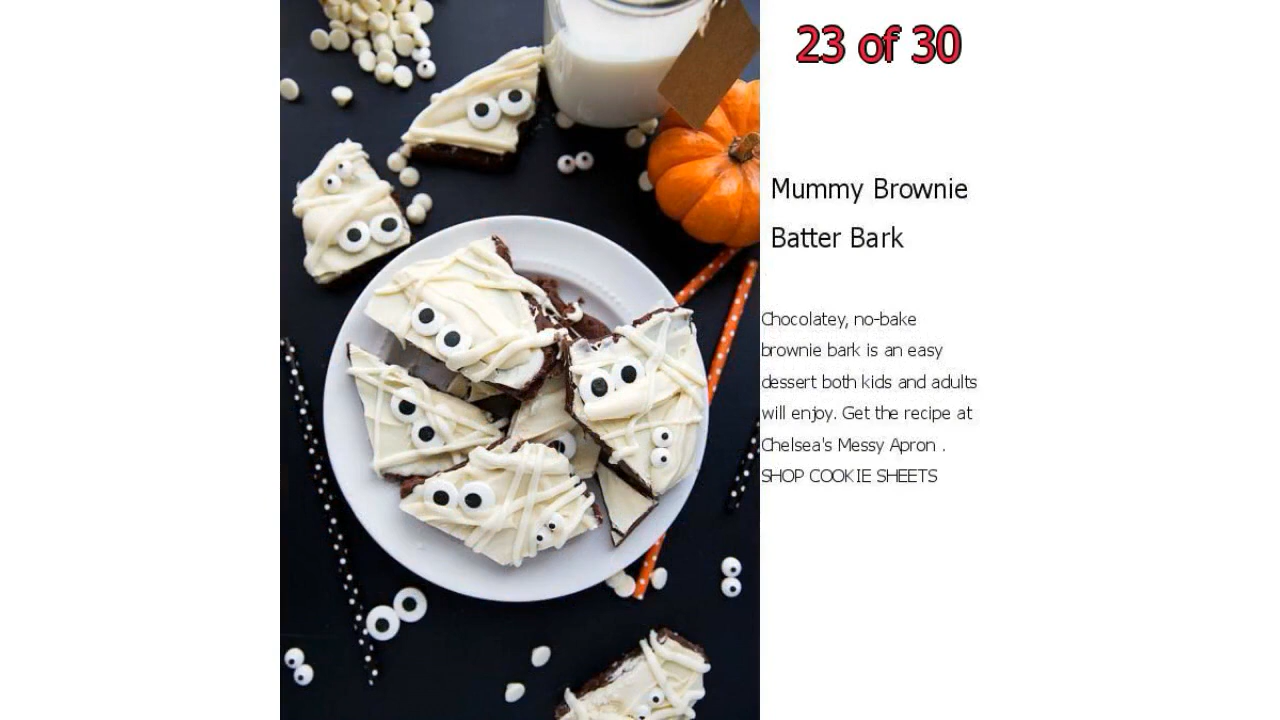 23 of 30
Mummy Brownie
Batter Bark
Chocolatey, no-bake
brownie bark is an easy
dessert both kids and adults
will enjoy. Get the recipe at
Chelsea's Messy Apron .
SHOP COOKIE SHEETS